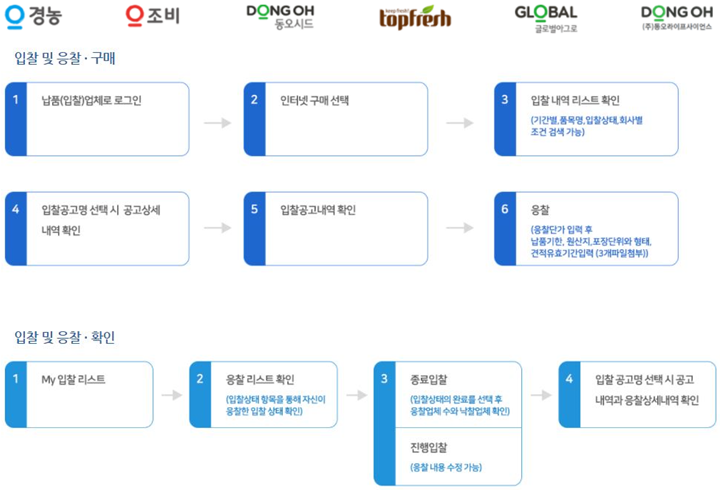 경농
조비
DONG OH
동오시드
keep fresh!
topfresh
GLOBAL
글로벌아그로
DONG OH
(주)동오라이프사이언스
입찰 및 응찰 · 구매
1
납품(입찰)업체로 로그인
2
인터넷 구매 선택
3
입찰 내역 리스트 확인
(기간별,품목명,입찰상태,회사별
조건 검색 가능)
4
입찰공고명 선택 시 공고상세
내역 확인
5
입찰공고내역 확인
6
응찰
(응찰단가 입력 후
납품기한, 원산지,포장단위와 형태,
견적유효기간입력 (3개파일첨부))
입찰 및 응찰 · 확인
1
My 입찰 리스트
2
응찰 리스트 확인
(입찰상태 항목을 통해 자신이
응찰한 입찰 상태 확인)
3
종료입찰
(입찰상태의 완료를 선택 후
응찰업체 수와 낙찰업체 확인)
진행입찰
(응찰 내용 수정 가능)
4
입찰 공고명 선택 시 공고
내역과 응찰상세내역 확인